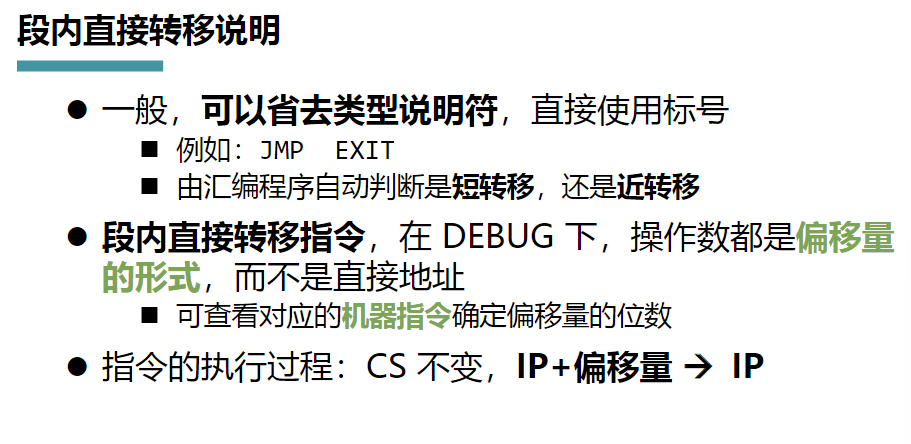 段内直接转移说明
● 一般，可以省去类型说明符，直接使用标号
■ 例如：JMP EXIT
■ 由汇编程序自动判断是短转移，还是近转移
● 段内直接转移指令，在 DEBUG 下，操作数都是偏移量
的形式，而不是直接地址
■ 可查看对应的机器指令确定偏移量的位数
● 指令的执行过程：CS 不变，IP+偏移量 → IP